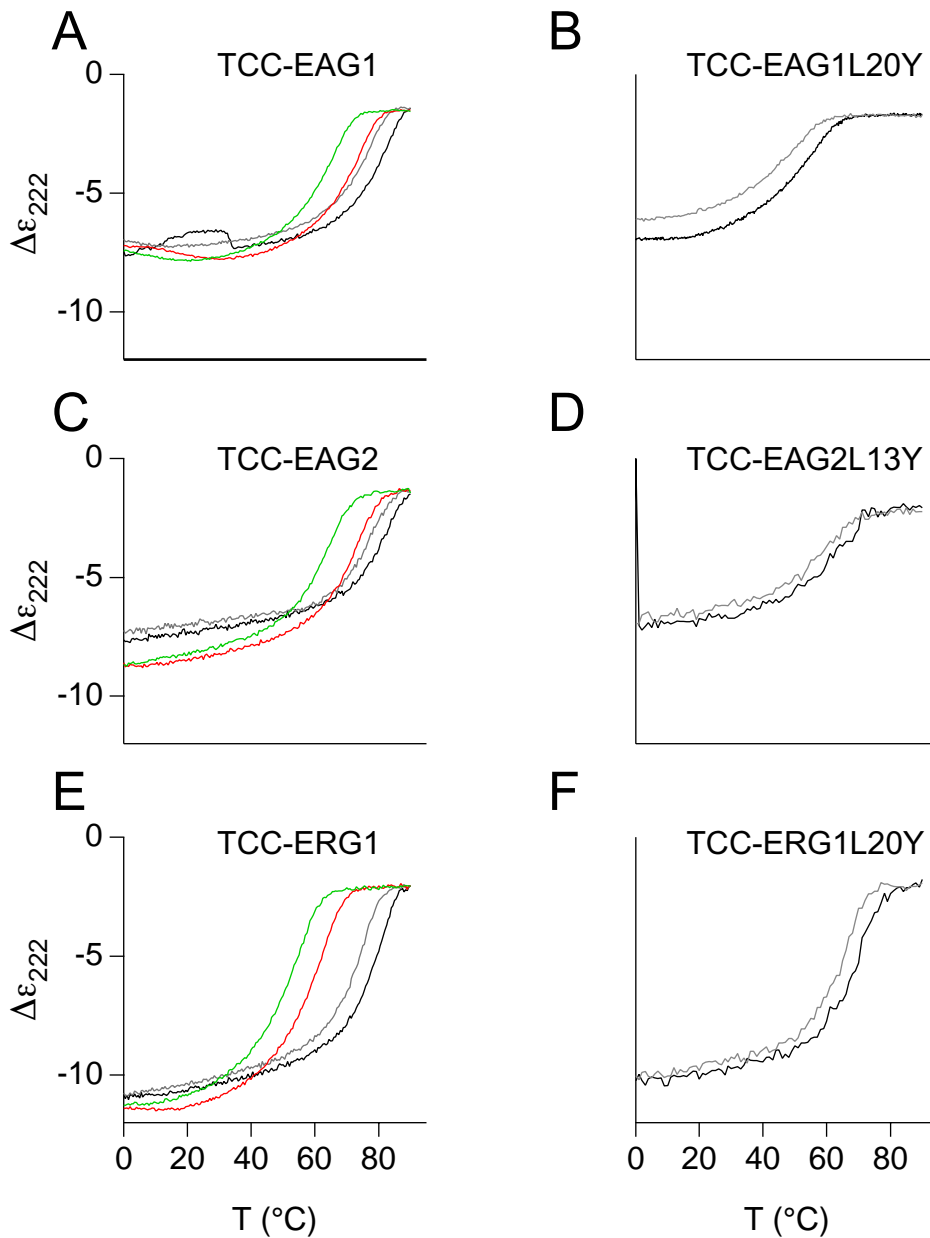 A
TCC-EAG1
B
TCC-EAG1L20Y
0
-5
-10
Δε222
C
TCC-EAG2
D
TCC-EAG2L13Y
0
-5
-10
Δε222
E
TCC-ERG1
F
TCC-ERG1L20Y
0
-5
-10
Δε222
0 20 40 60 80
0 20 40 60 80
T (°C)
T (°C)